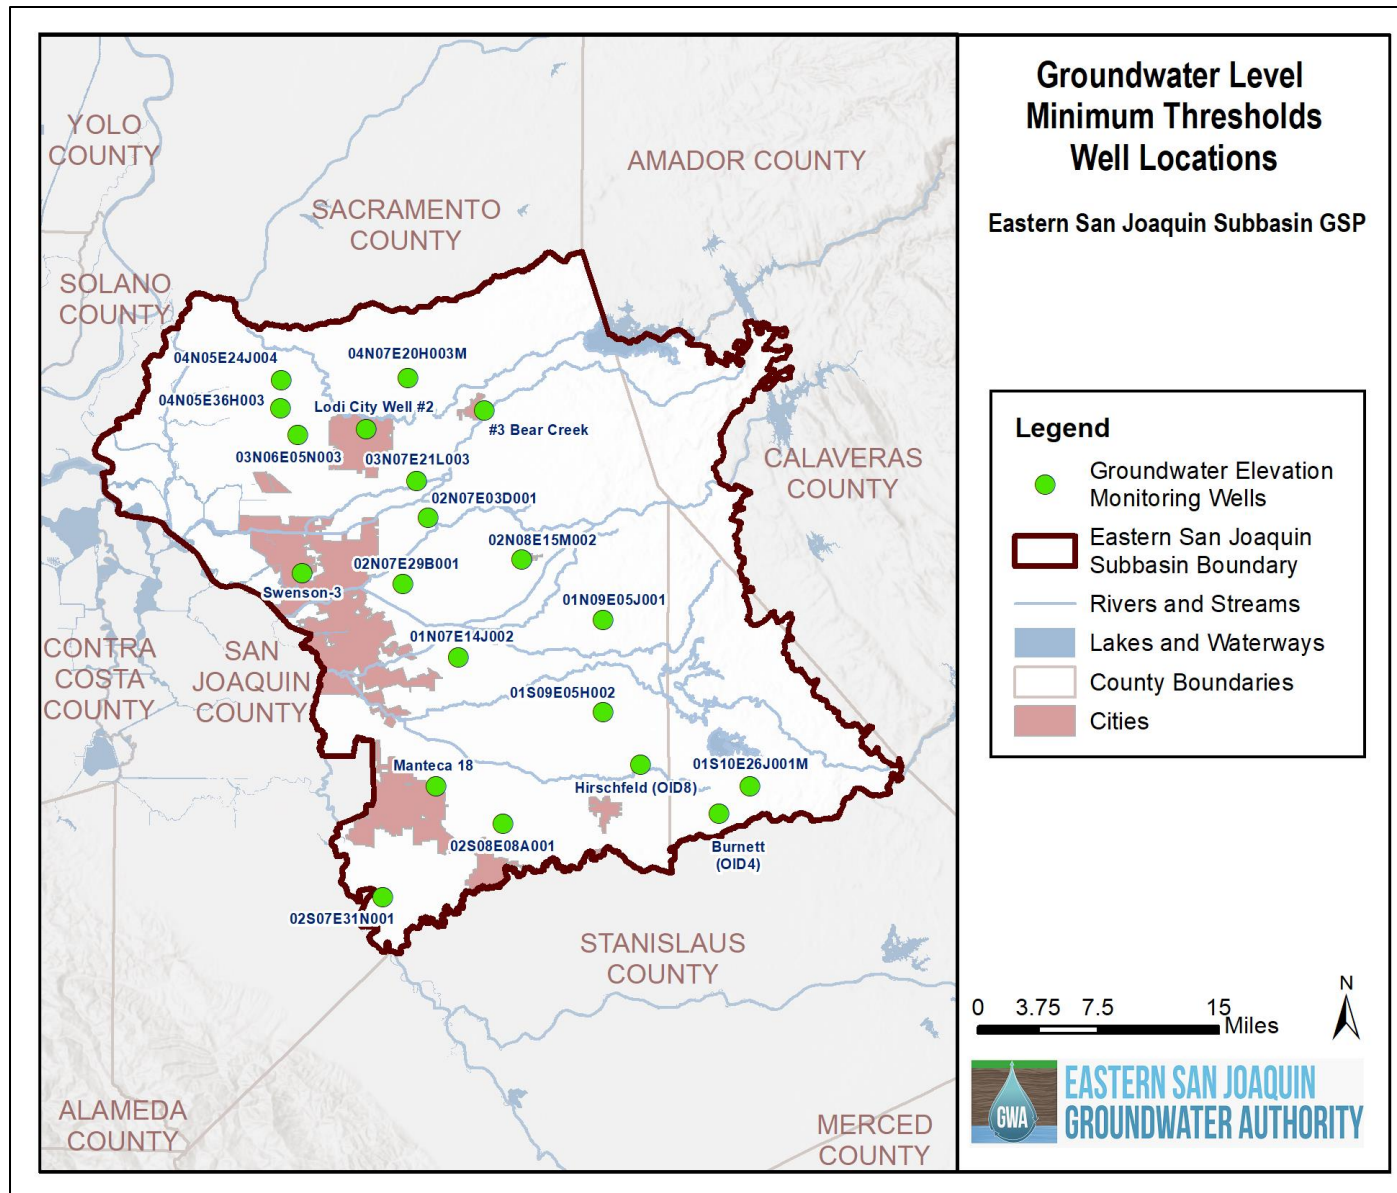 Groundwater Level
Minimum Thresholds
Well Locations
Eastern San Joaquin Subbasin GSP
YOLO
COUNTY
SACRAMENTO
COUNTY
AMADOR COUNTY
SOLANO
COUNTY
04N05E24J004
04N07E20H003M
04N05E36H003
Lodi City Well #2
#3 Bear Creek
03N06E05N003
03N07E21L003
CALAVERAS
COUNTY
02N07E03D001
02N08E15M002
02N07E29B001
Swenson-3
01N09E05J001
01N07E14J002
CONTRA
COSTA
COUNTY
SAN
JOAQUIN
COUNTY
01S09E05H002
Manteca 18
Hirschfeld (OID8)
01S10E26J001M
02S08E08A001
Burnett
(OID4)
02S07E31N001
STANISLAUS
COUNTY
ALAMEDA
COUNTY
MERCED
COUNTY
Legend
Groundwater Elevation
Monitoring Wells
Eastern San Joaquin
Subbasin Boundary
Rivers and Streams
Lakes and Waterways
County Boundaries
Cities
N
0 3.75 7.5 15
Miles
GWA
EASTERN SAN JOAQUIN
GROUNDWATER AUTHORITY